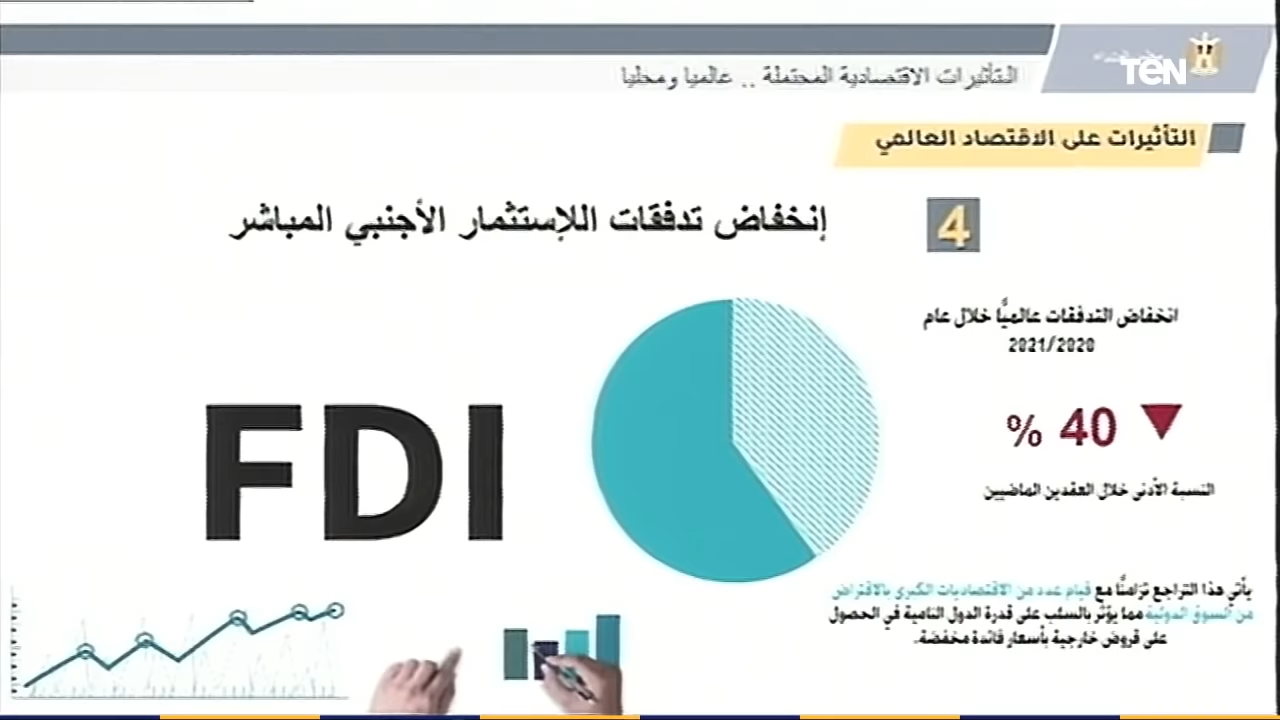 TEN
التأثيرات الاقتصادية المحتملة .. عالميا ومحليا
التأثيرات على الاقتصاد العالمي
4
إنخفاض تدفقات اللإستثمار الأجنبي المباشر
انخفاض التدفقات عالميًّا خلال عام
2021/2020
% 40
النسبة الأدنى خلال العقدين الماضيين
FDI
يأتي هذا التراجع تزامنًا مع قيام عدد من الاقتصاديات الكبرى بالاقتراض
من السوق الدولية مما يؤثر بالسلب على قدرة الدول النامية في الحصول
على قروض خارجية بأسعار فائدة مخفضة.